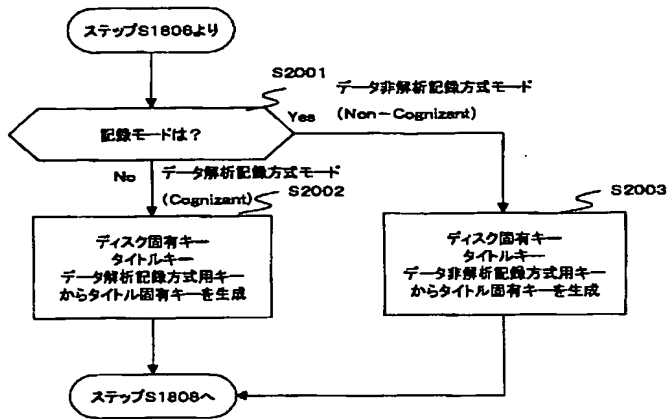 ステップS1806より
S2001
データ非解析記録方式モード
Yes
(Non-Cognizant)
記録モードは?
No
データ解析記録方式モード
(Cognizant)
S2002
S2003
ディスク固有キー
タイトルキー
データ解析記録方式用キー
からタイトル固有キーを生成
ディスク固有キー
タイトルキー
データ非解析記録方式用キー
からタイトル固有キーを生成
ステップS1808へ